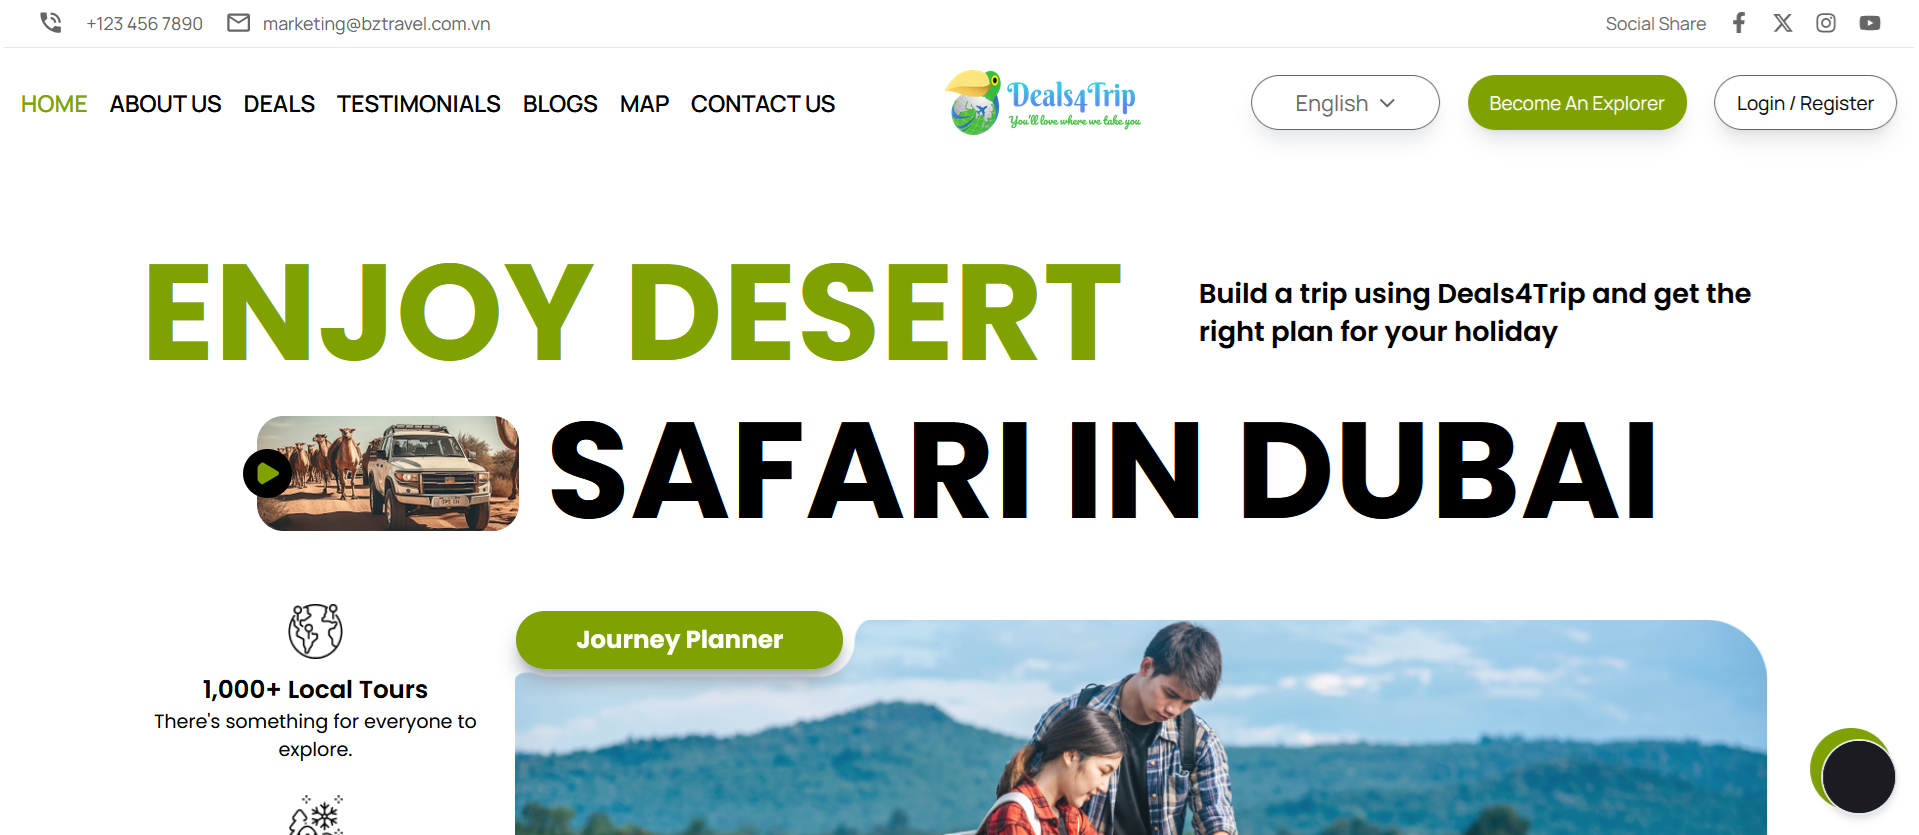 +123 456 7890
marketing@bztravel.com.vn
Social Share
HOME ABOUT US DEALS TESTIMONIALS BLOGS MAP CONTACT US
Deals4Trip
You'll love where we take you
English
Become An Explorer
Login / Register
ENJOY DESERT
Build a trip using Deals4Trip and get the
right plan for your holiday
SAFARI IN DUBAI
Journey Planner
1,000+ Local Tours
There's something for everyone to
explore.